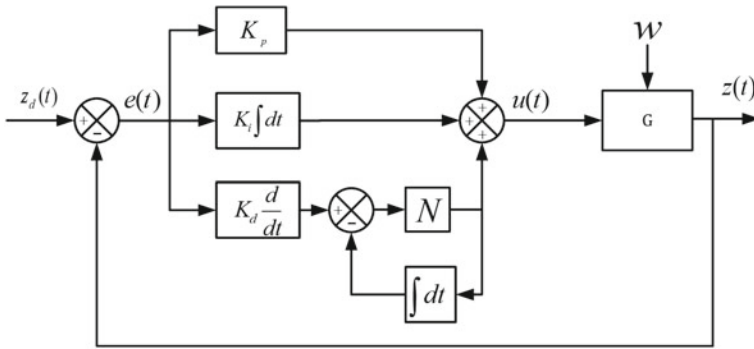 K_p
w
z_d(t)
e(t)
u(t)
z(t)
+
-
K_i ∫dt
+
+
+
G
K_d d/dt
+
-
N
∫dt